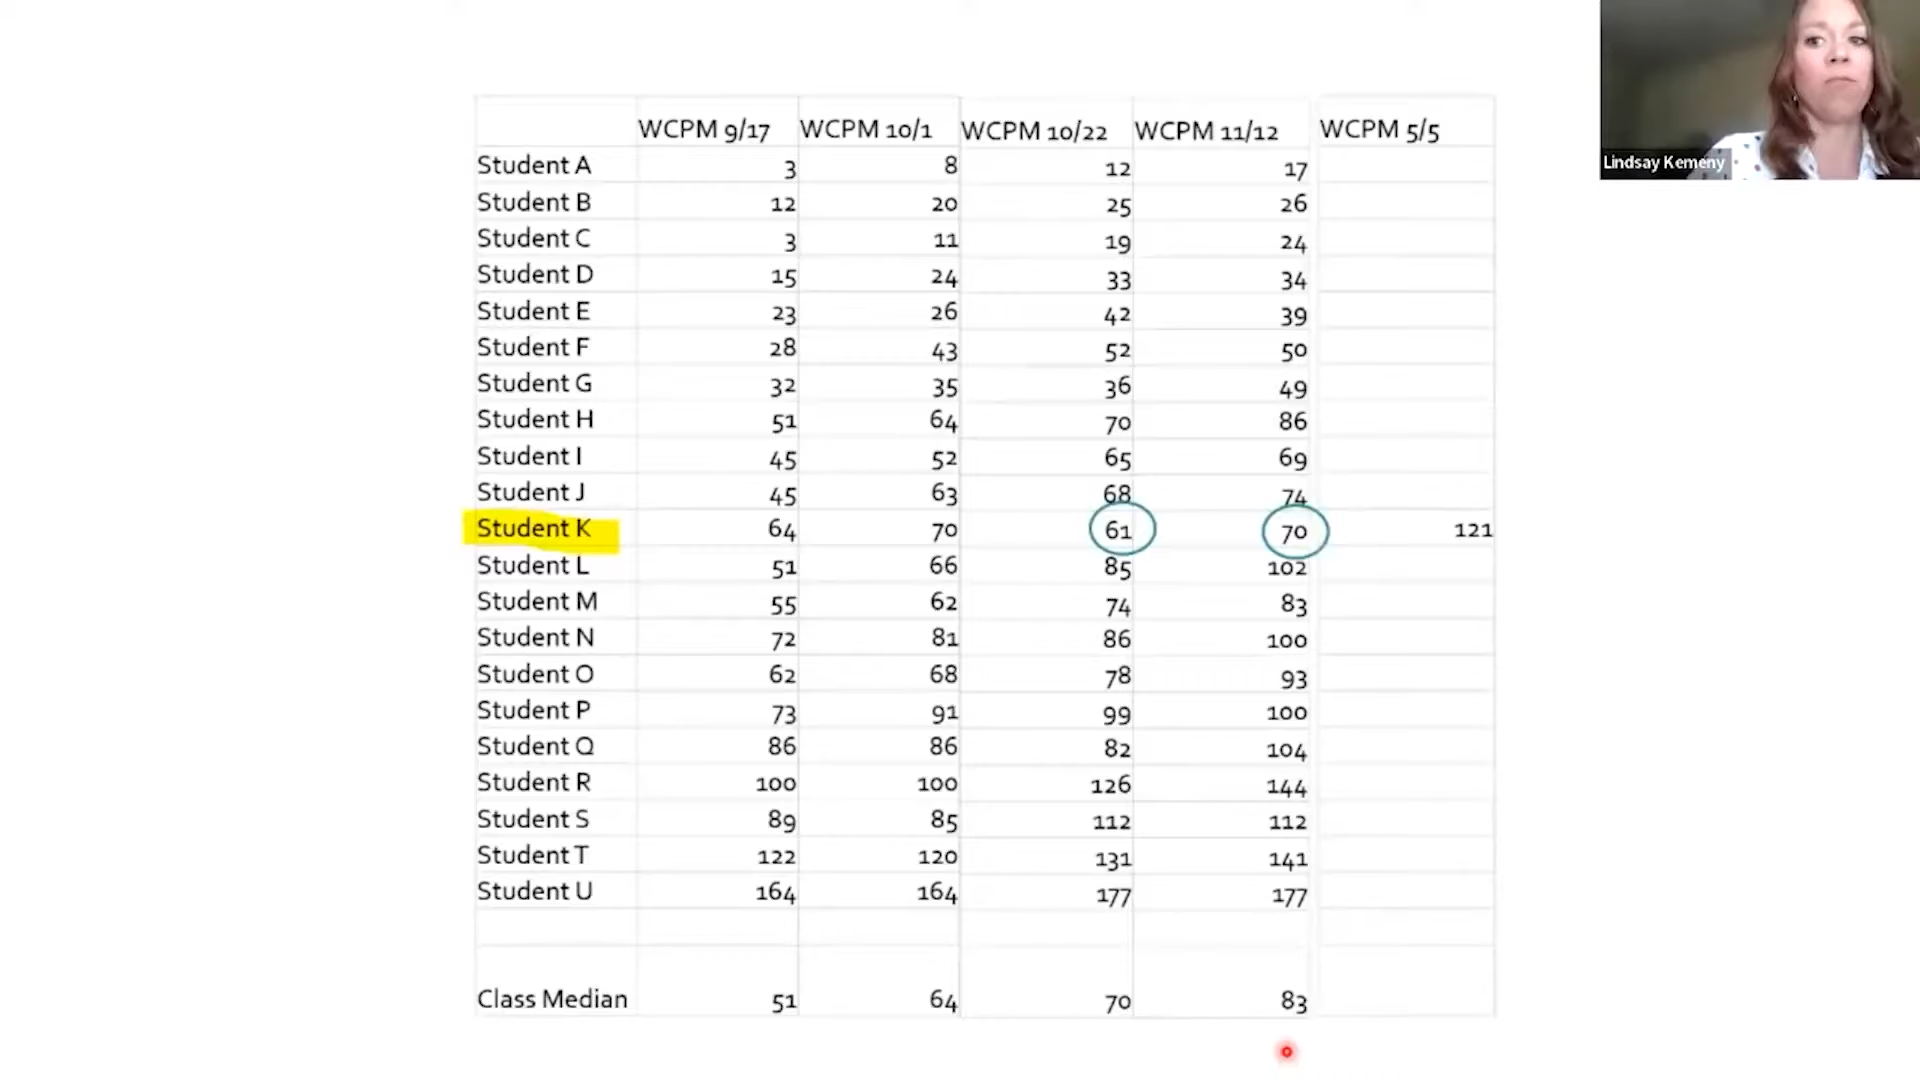 WCPM 9/17 WCPM 10/1 WCPM 10/22 WCPM 11/12 WCPM 5/5
Student A 3 8 12 17
Student B 12 20 25 26
Student C 3 11 19 24
Student D 15 24 33 34
Student E 23 26 42 39
Student F 28 43 52 50
Student G 32 35 36 49
Student H 51 64 70 86
Student I 45 52 65 69
Student J 45 63 68 74
Student K 64 70 61 70 121
Student L 51 66 85 102
Student M 55 62 74 83
Student N 72 81 86 100
Student O 62 68 78 93
Student P 73 91 99 100
Student Q 86 86 82 104
Student R 100 100 126 144
Student S 89 85 112 112
Student T 122 120 131 141
Student U 164 164 177 177
Class Median 51 64 70 83
Lindsay Kemeny